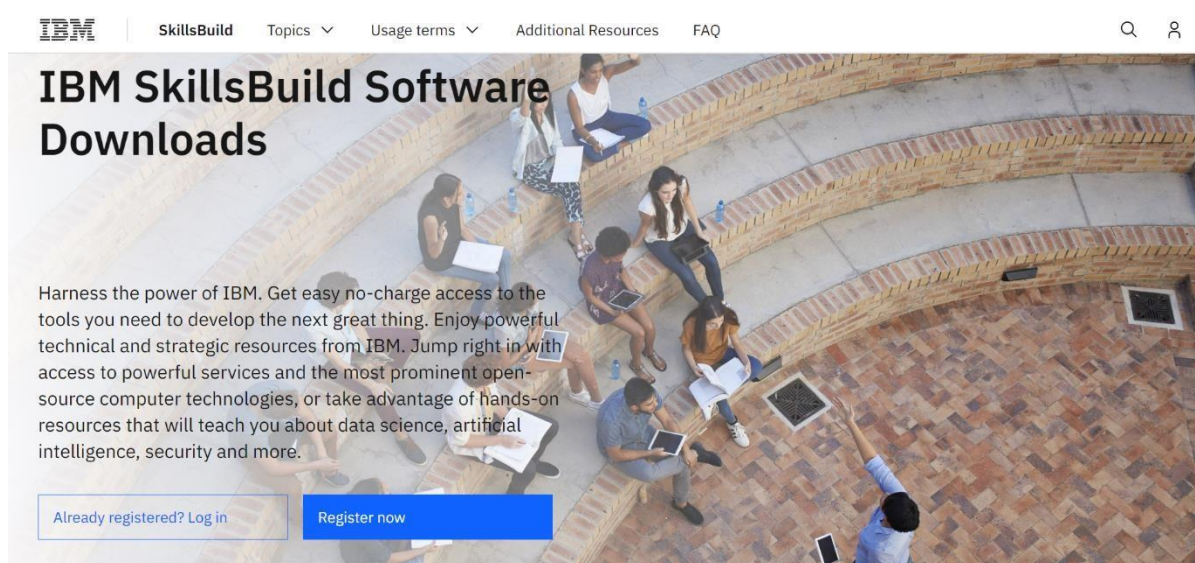 IBM
SkillsBuild
Topics
Usage terms
Additional Resources
FAQ
IBM SkillsBuild Software
Downloads
Harness the power of IBM. Get easy no-charge access to the
tools you need to develop the next great thing. Enjoy powerful
technical and strategic resources from IBM. Jump right in with
access to powerful services and the most prominent open-
source computer technologies, or take advantage of hands-on
resources that will teach you about data science, artificial
intelligence, security and more.
Already registered? Log in
Register now